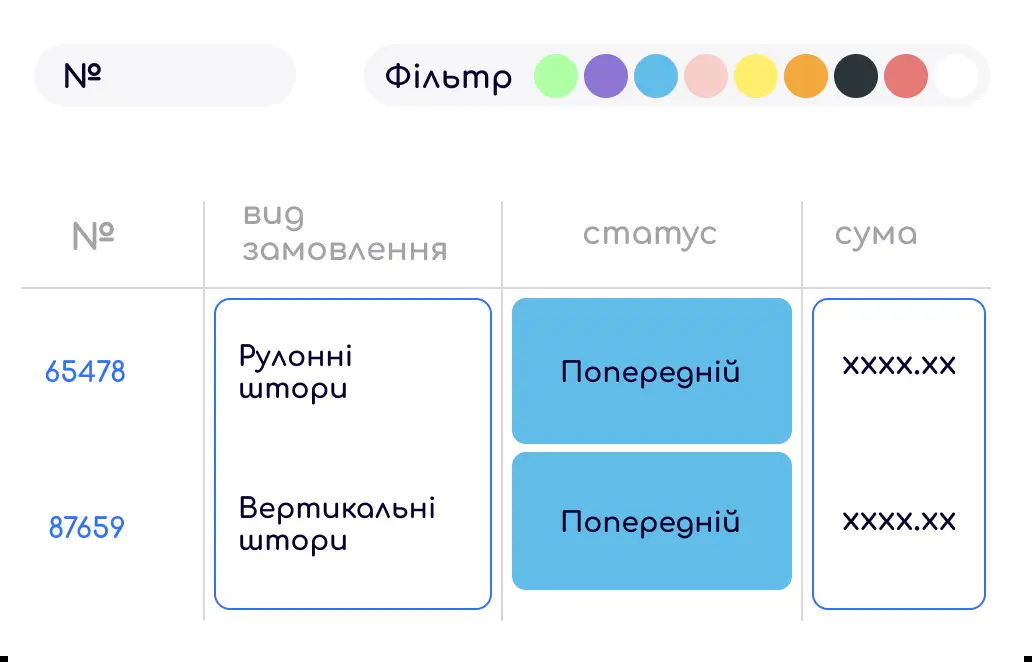 №
Фільтр
№
вид
замовлення
статус
сума
65478
Рулонні
штори
Попередній
xxxx.xx
87659
Вертикальні
штори
Попередній
xxxx.xx